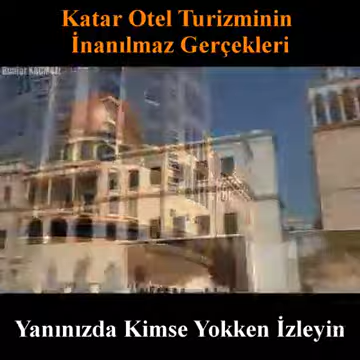 Katar Otel Turizminin
İnanılmaz Gerçekleri
Yanınızda Kimse Yokken İzleyin